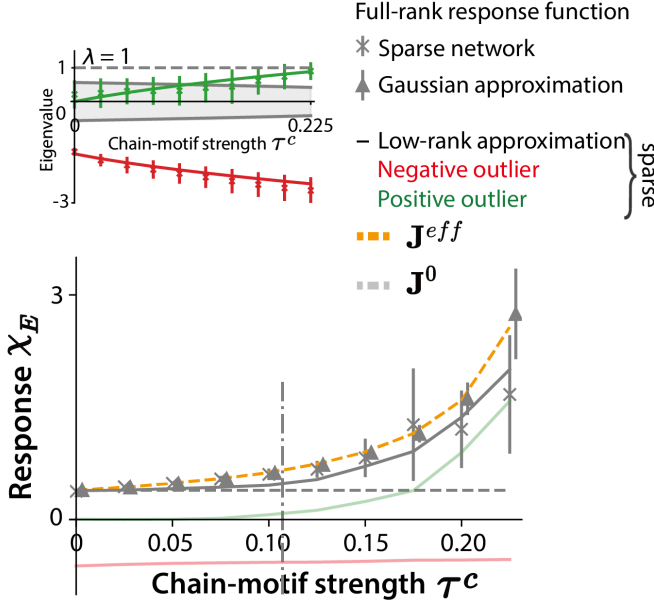 Full-rank response function
Sparse network
Gaussian approximation
Low-rank approximation
Negative outlier
Positive outlier
sparse
J^{eff}
J^0
λ = 1
1
0
-3
Eigenvalue
0
0.225
Chain-motif strength τ^c
3
0
Response χ_E
0
0.05
0.10
0.15
0.20
Chain-motif strength τ^c